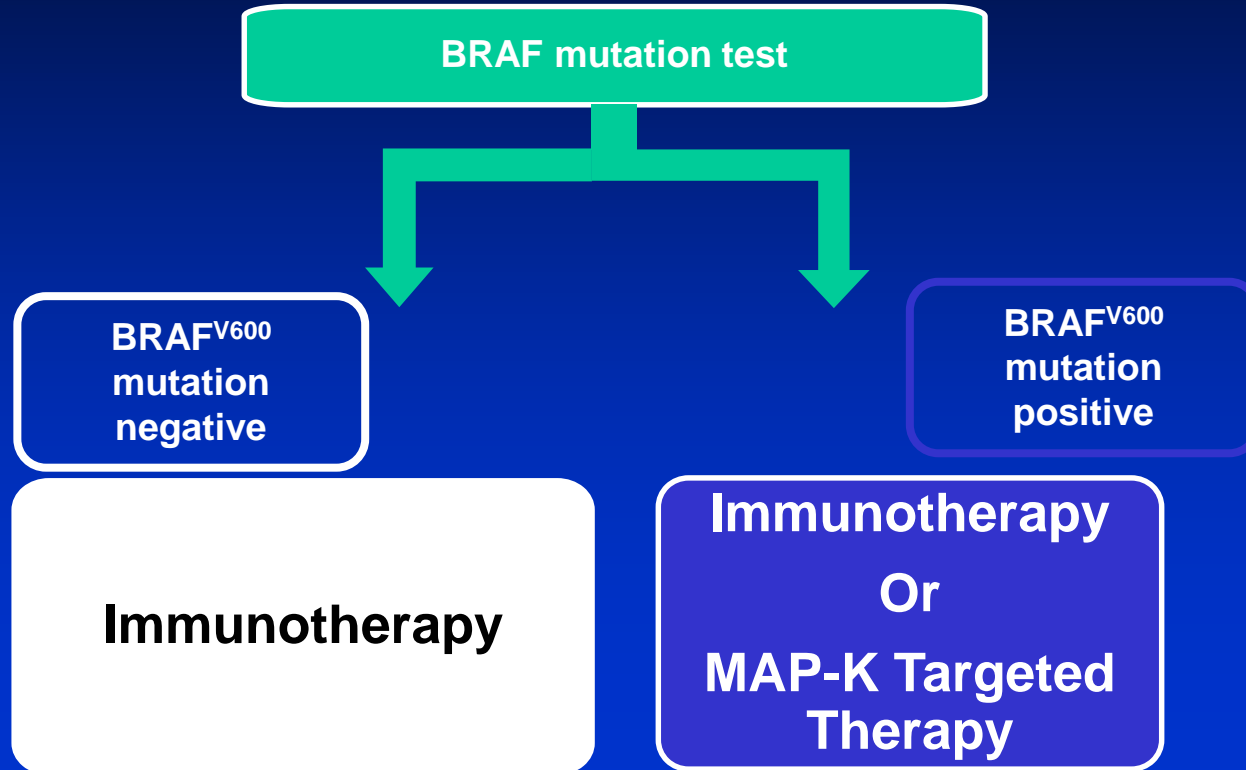 BRAF mutation test
BRAFV600
mutation
negative
BRAFV600
mutation
positive
Immunotherapy
Immunotherapy
Or
MAP-K Targeted
Therapy